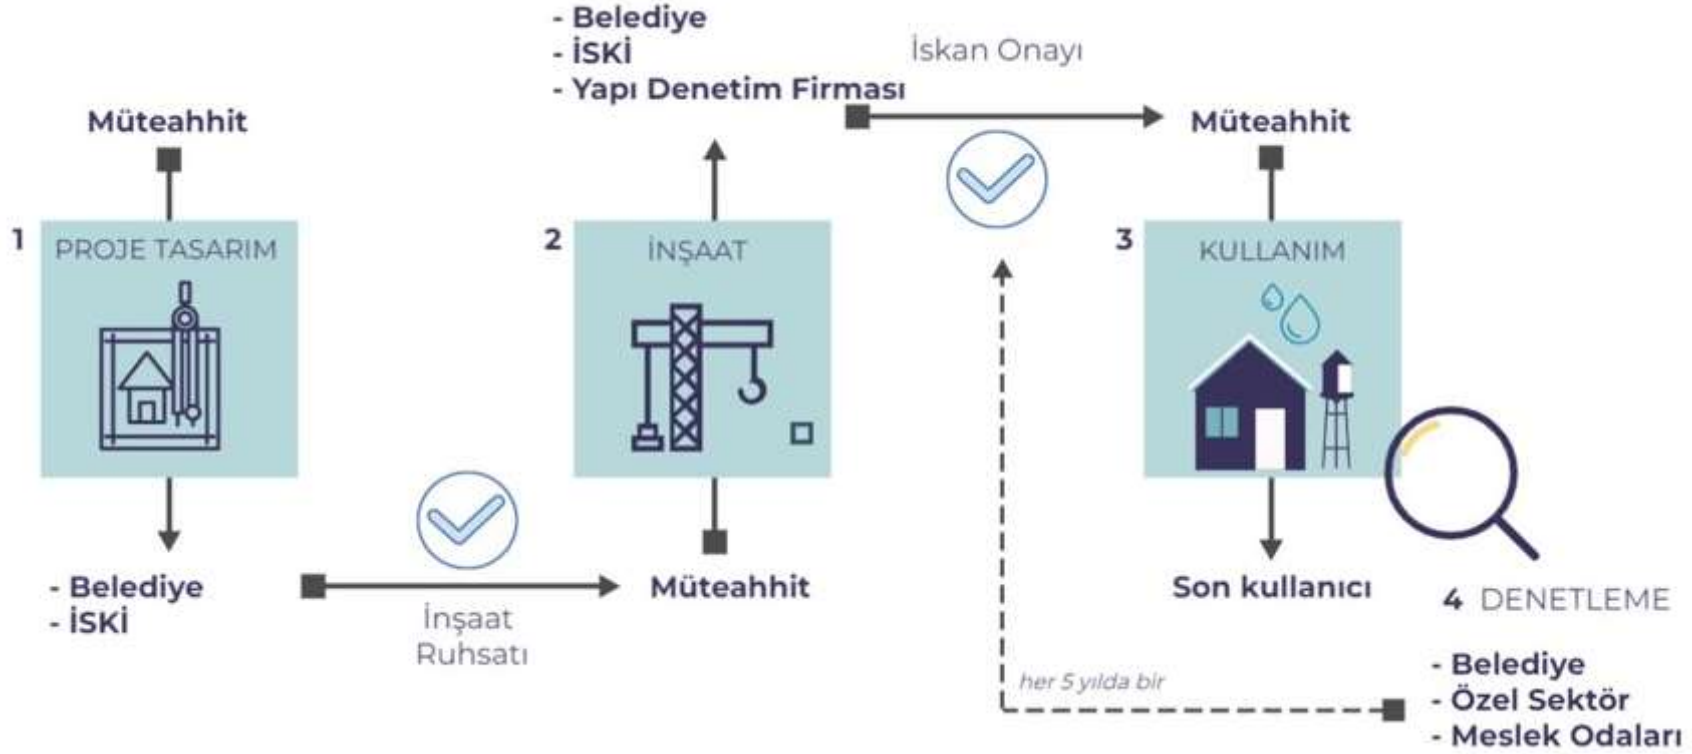 Müteahhit
1
PROJE TASARIM
- Belediye
- İSKİ
İnşaat
Ruhsatı
- Belediye
- İSKİ
- Yapı Denetim Firması
2
İNŞAAT
Müteahhit
İskan Onayı
Müteahhit
3
KULLANIM
Son kullanıcı
4 DENETLEME
- Belediye
- Özel Sektör
- Meslek Odaları
her 5 yılda bir